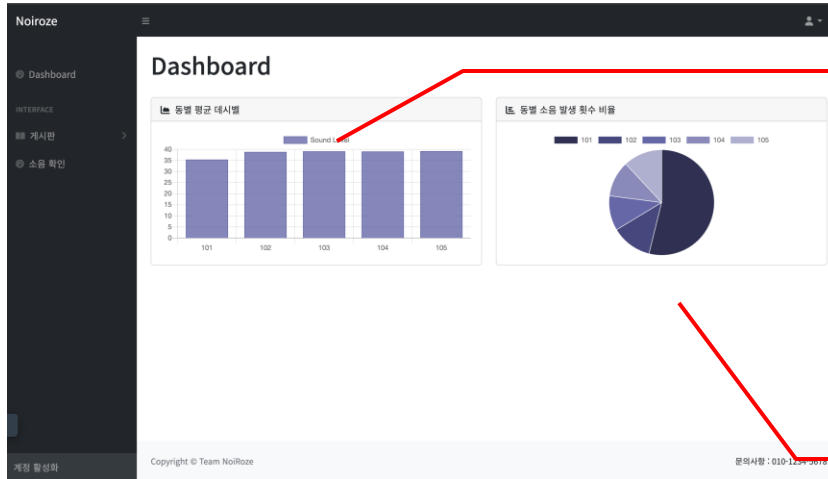 Noiroze
Dashboard
INTERFACE
게시판
소음 확인
계정 활성화
Dashboard
동별 평균 데시벨
Sound Level
40
35
30
25
20
15
10
5
0
101 102 103 104 105
동별 소음 발생 횟수 비율
101 102 103 104 105
Copyright © Team NoiRoze
문의사항 : 010-1234-5678